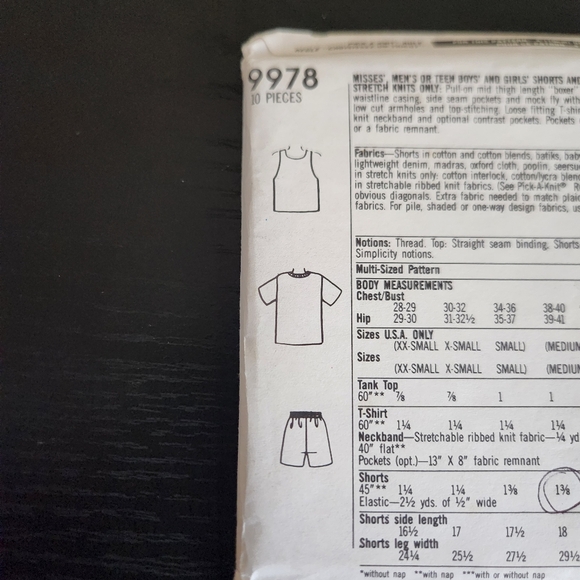 9978
10 PIECES
MISSES', MEN'S OR TEEN BOYS' AND GIRLS' SHORTS AND
STRETCH KNITS ONLY: Pull-on mid thigh length "boxer"
waistline casing, side seam pockets and mock fly with
low cut armholes and top-stitching. Loose fitting T-shirt
knit neckband and optional contrast pockets. Pockets
or a fabric remnant.
Fabrics—Shorts in cotton and cotton blends, batiks, bab
lightweight denim, madras, oxford cloth, poplin, seersu
in stretch knits only: cotton interlock, cotton/lycra blend
in stretchable ribbed knit fabrics. (See Pick-A-Knit® R
obvious diagonals. Extra fabric needed to match plai
fabrics. For pile, shaded or one-way design fabrics, us
Notions: Thread. Top: Straight seam binding, Shorts
Simplicity notions.
Multi-Sized Pattern
BODY MEASUREMENTS
Chest/Bust
28-29 30-32 34-36 38-40
Hip 29-30 31-32½ 35-37 39-41
Sizes U.S.A. ONLY
(XX-SMALL X-SMALL SMALL) (MEDIUM
Sizes
(XX-SMALL X-SMALL SMALL) (MEDIUM
Tank Top
60"** ⅞ ⅞ 1 1
T-Shirt
60"** 1¼ 1¼ 1¼ 1¼
Neckband—Stretchable ribbed knit fabric—¼ yd
40" flat**
Pockets (opt.)—13" X 8" fabric remnant
Shorts
45"** 1¼ 1¼ 1⅜ 1⅜
Elastic—2½ yds. of ½" wide
Shorts side length
16½ 17 17½ 18
Shorts leg width
24¼ 25½ 27½ 29½
*without nap **with nap ***with or without nap